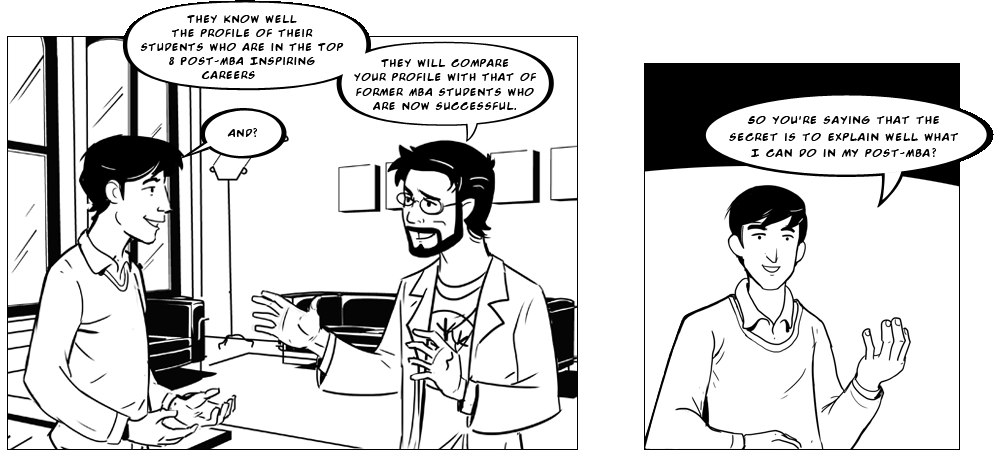 THEY KNOW WELL
THE PROFILE OF THEIR
STUDENTS WHO ARE IN THE TOP
8 POST-MBA INSPIRING
CAREERS
AND?
THEY WILL COMPARE
YOUR PROFILE WITH THAT OF
FORMER MBA STUDENTS WHO
ARE NOW SUCCESSFUL.
SO YOU'RE SAYING THAT THE
SECRET IS TO EXPLAIN WELL WHAT
I CAN DO IN MY POST-MBA?